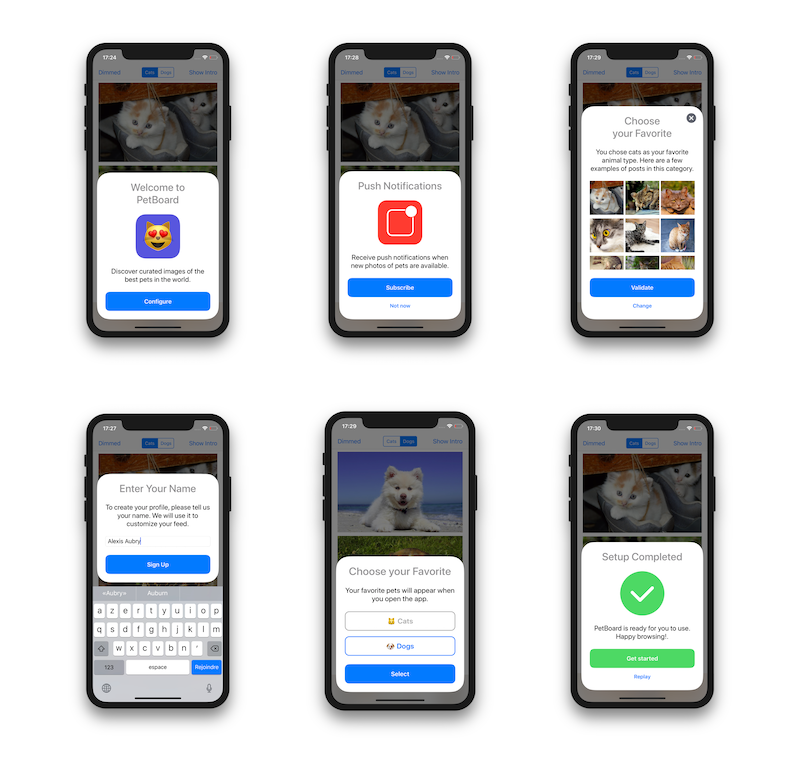 17:24
Dimmed Cats Dogs Show Intro
Welcome to
PetBoard
Discover curated images of the
best pets in the world.
Configure
17:28
Dimmed Cats Dogs Show Intro
Push Notifications
Receive push notifications when
new photos of pets are available.
Subscribe
Not now
17:29
Dimmed Cats Dogs Show Intro
Choose
your Favorite
You chose cats as your favorite
animal type. Here are a few
examples of posts in this category.
Validate
Change
17:27
Dimmed Cats Dogs Show Intro
Enter Your Name
To create your profile, please tell us
your name. We will use it to
customize your feed.
Alexis Aubry
Sign Up
«Aubry» Auburn
a z e r t y u i o p
q s d f g h j k l m
w x c v b n '
123 espace Rejoindre
17:29
Dimmed Cats Dogs Show Intro
Choose your Favorite
Your favorite pets will appear when
you open the app.
🐱 Cats
🐶 Dogs
Select
17:30
Dimmed Cats Dogs Show Intro
Setup Completed
PetBoard is ready for you to use.
Happy browsing!.
Get started
Replay